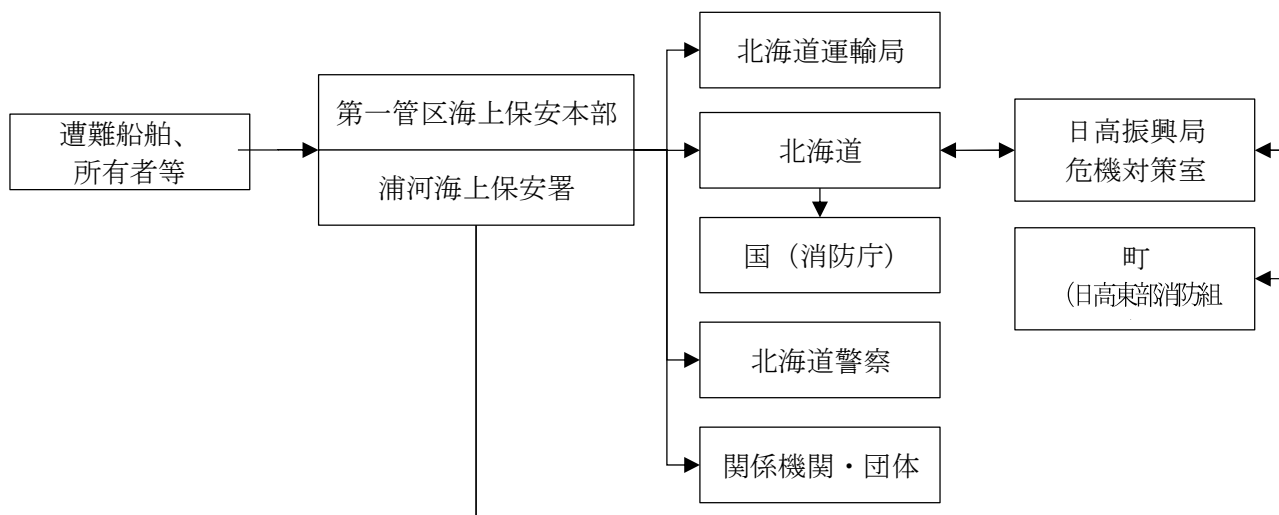 遭難船舶、
所有者等
第一管区海上保安本部
浦河海上保安署
北海道運輸局
北海道
国（消防庁）
北海道警察
関係機関・団体
日高振興局
危機対策室
町
（日高東部消防組